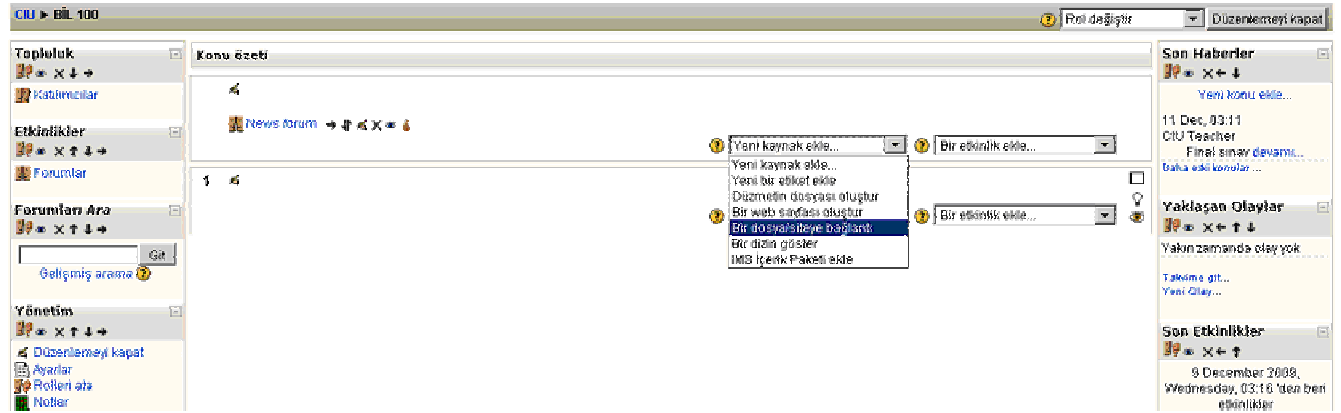 CIU ► BİL 100
Rol değiştir
Düzenlemeyi kapat
Topluluk
Katılımcılar
Etkinlikler
Forumlar
Forumları Ara
Git
Gelişmiş arama
Yönetim
Düzenlemeyi kapat
Ayarlar
Rolleri ata
Notlar
Konu özeti
News forum
Yeni kaynak ekle...
Bir etkinlik ekle...
Yeni kaynak ekle...
Yeni bir etiket ekle
Düzmetin dosyası oluştur
Bir web sayfası oluştur
Bir dosya/siteye bağlantı
Bir dizin göster
IMS İçerik Paketi ekle
1
Bir etkinlik ekle...
Son Haberler
Yeni konu ekle...
11 Dec, 03:11
CIU Teacher
Final sınav devamı...
Daha eski konular ...
Yaklaşan Olaylar
Yakın zamanda olay yok
Takvime git...
Yeni Olay...
Son Etkinlikler
9 December 2009,
Wednesday, 03:16 'den beri
etkinlikler